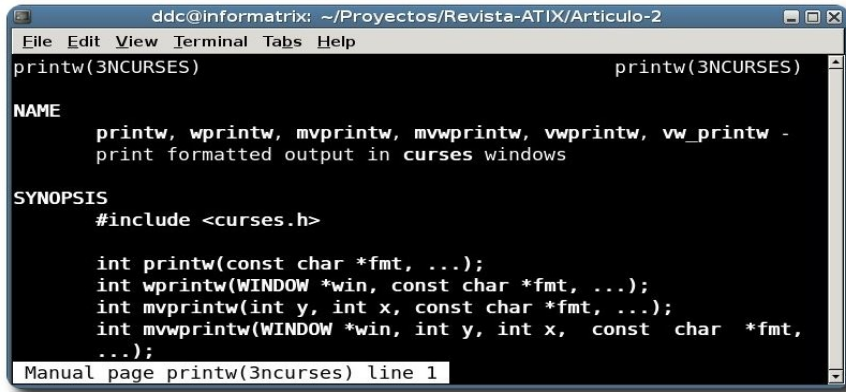 ddc@informatrix: ~/Proyectos/Revista-ATIX/Articulo-2
File Edit View Terminal Tabs Help
printw(3NCURSES) printw(3NCURSES)
NAME
printw, wprintw, mvprintw, mvwprintw, vwprintw, vw_printw -
print formatted output in curses windows
SYNOPSIS
#include <curses.h>
int printw(const char *fmt, ...);
int wprintw(WINDOW *win, const char *fmt, ...);
int mvprintw(int y, int x, const char *fmt, ...);
int mvwprintw(WINDOW *win, int y, int x, const char *fmt,
...);
Manual page printw(3ncurses) line 1